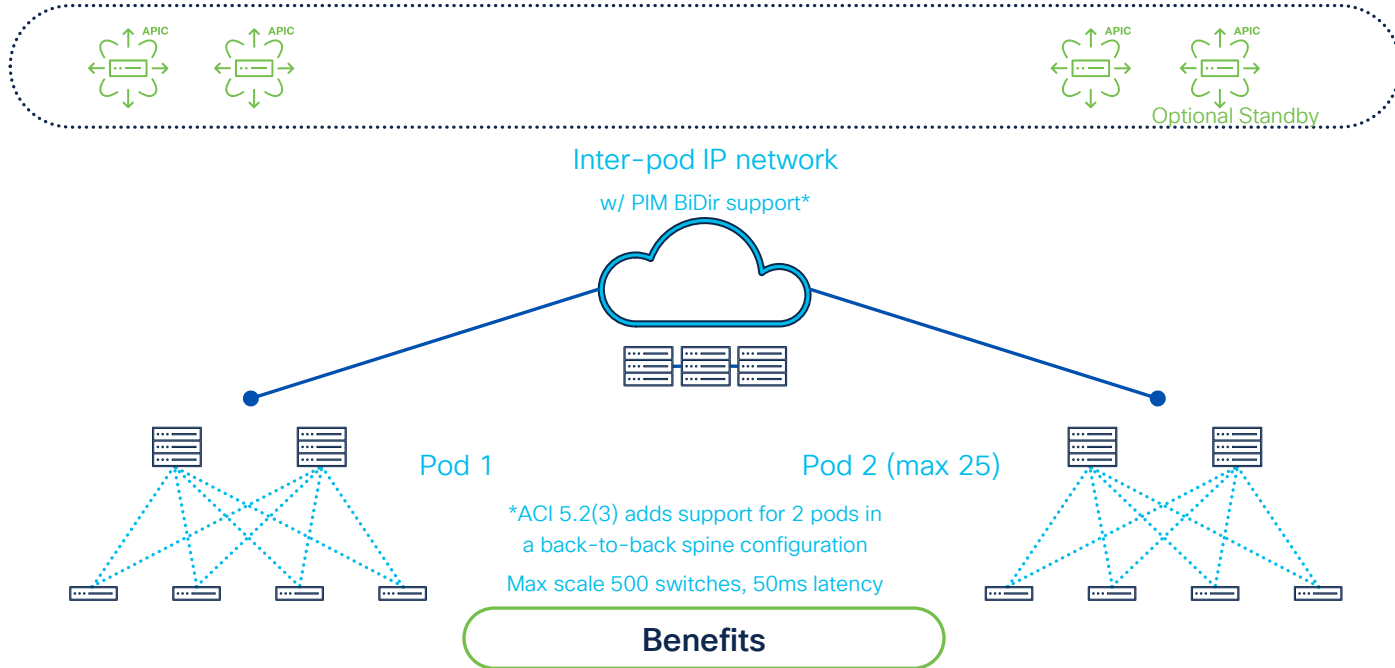 APIC
APIC
APIC
APIC
Optional Standby
Inter-pod IP network
w/ PIM BiDir support*
Pod 1
Pod 2 (max 25)
*ACI 5.2(3) adds support for 2 pods in
a back-to-back spine configuration
Max scale 500 switches, 50ms latency
Benefits